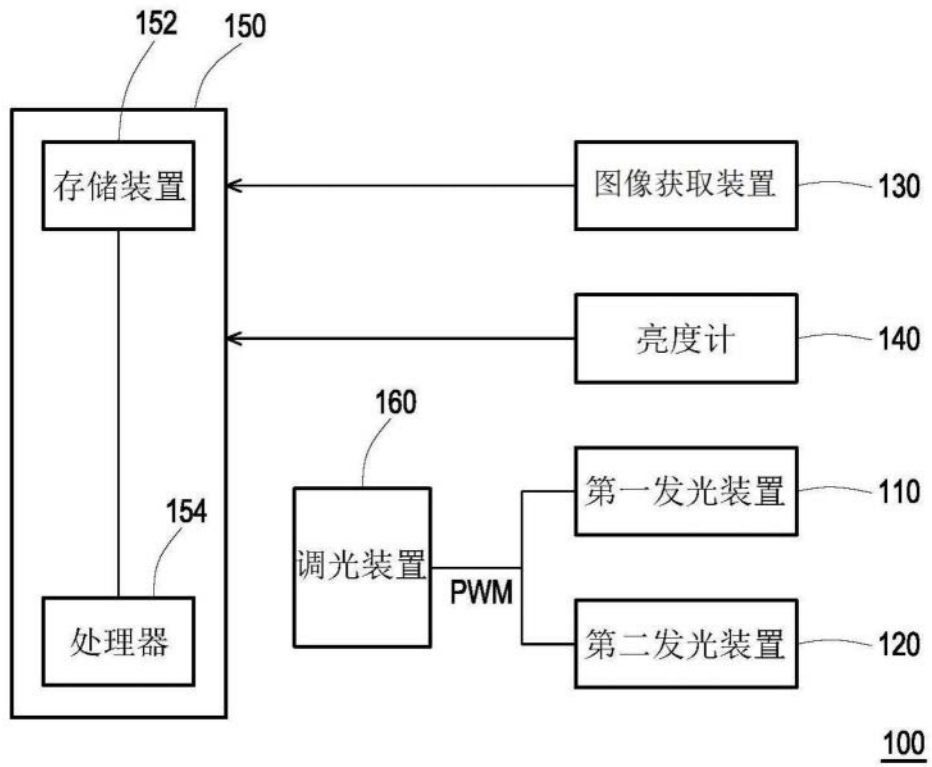 152
150
存储装置
图像获取装置
130
亮度计
140
160
第一发光装置
110
154
调光装置
PWM
处理器
第二发光装置
120
100